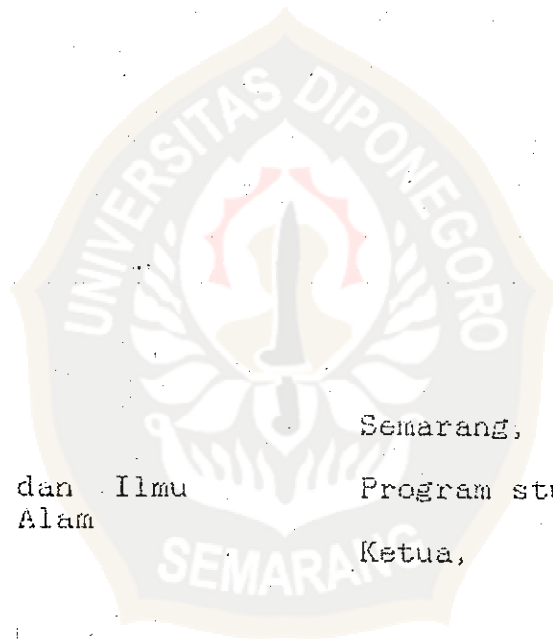 UNIVERSITAS DIPONEGORO
Semarang,
dan Ilmu Program stu
Alam
Ketua,
SEMARANG